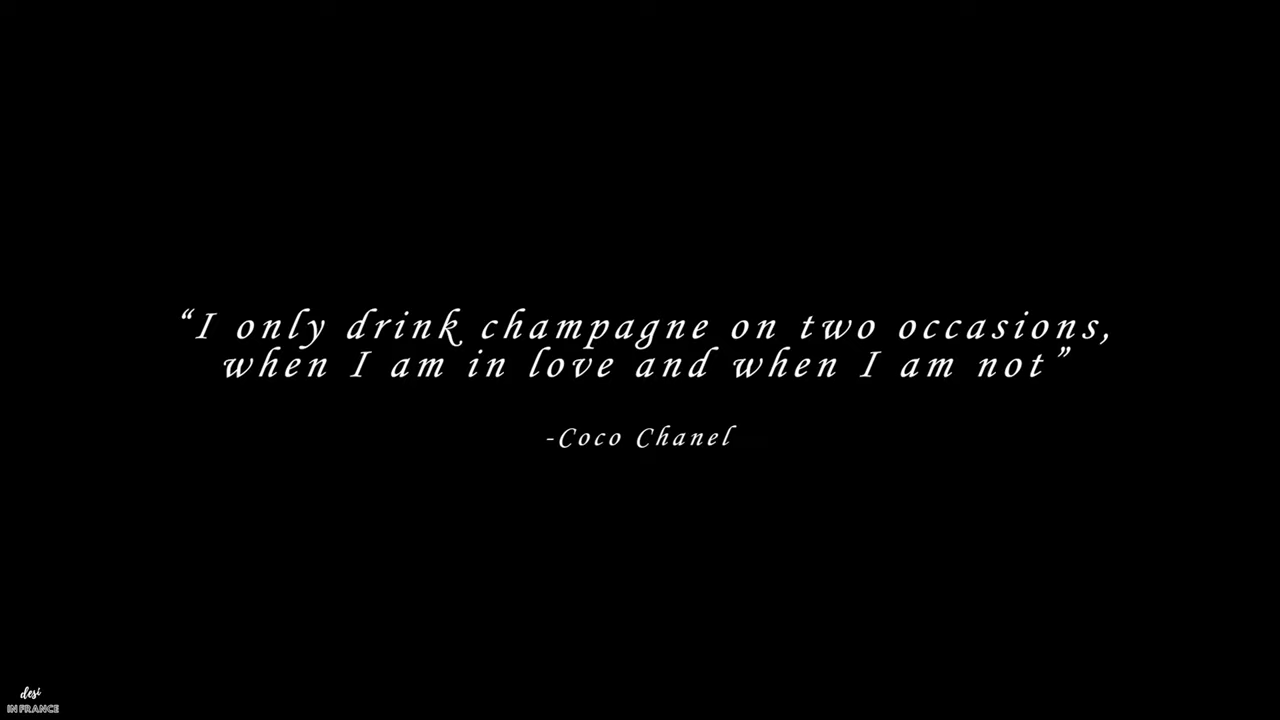 “I only drink champagne on two occasions,
when I am in love and when I am not”
-Coco Chanel
desi
IN FRANCE